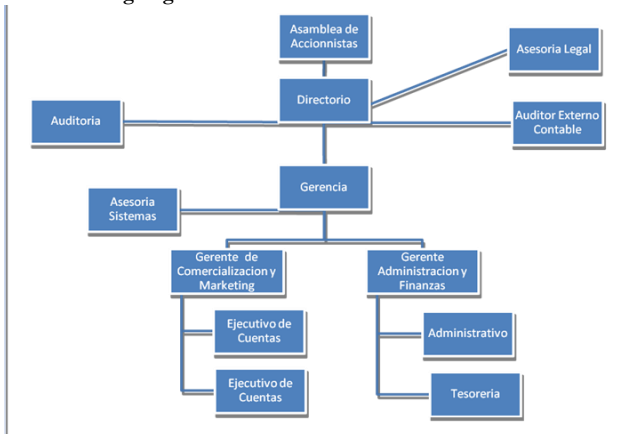 Asamblea de
Accionnistas
Asesoria Legal
Directorio
Auditoria
Auditor Externo
Contable
Gerencia
Asesoria
Sistemas
Gerente de
Comercializacion y
Marketing
Gerente
Administracion y
Finanzas
Ejecutivo de
Cuentas
Administrativo
Ejecutivo de
Cuentas
Tesoreria